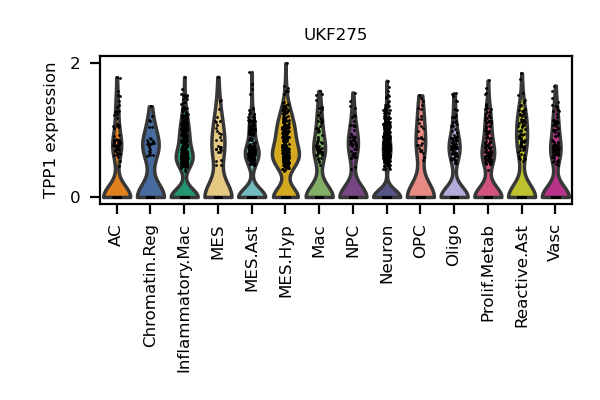 UKF275
TPP1 expression
2
0
AC
Chromatin.Reg
Inflammatory.Mac
MES
MES.Ast
MES.Hyp
Mac
NPC
Neuron
OPC
Oligo
Prolif.Metab
Reactive.Ast
Vasc